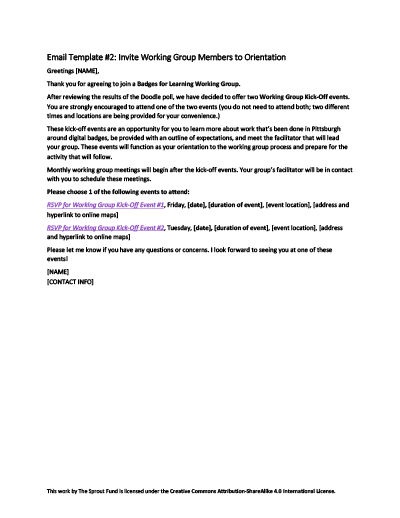 Email Template #2: Invite Working Group Members to Orientation
Greetings [NAME],
Thank you for agreeing to join a Badges for Learning Working Group.
After reviewing the results of the Doodle poll, we have decided to offer two Working Group Kick-Off events.
You are strongly encouraged to attend one of the two events (you do not need to attend both; two different
times and locations are being provided for your convenience.)
These kick-off events are an opportunity for you to learn more about work that's been done in Pittsburgh
around digital badges, be provided with an outline of expectations, and meet the facilitator that will lead
your group. These events will function as your orientation to the working group process and prepare for the
activity that will follow.
Monthly working group meetings will begin after the kick-off events. Your group's facilitator will be in contact
with you to schedule these meetings.
Please choose 1 of the following events to attend:
RSVP for Working Group Kick-Off Event #1, Friday, [date], [duration of event], [event location], [address and
hyperlink to online maps]
RSVP for Working Group Kick-Off Event #2, Tuesday, [date], [duration of event], [event location], [address
and hyperlink to online maps]
Please let me know if you have any questions or concerns. I look forward to seeing you at one of these
events!
[NAME]
[CONTACT INFO]
This work by The Sprout Fund is licensed under the Creative Commons Attribution-ShareAlike 4.0 International License.